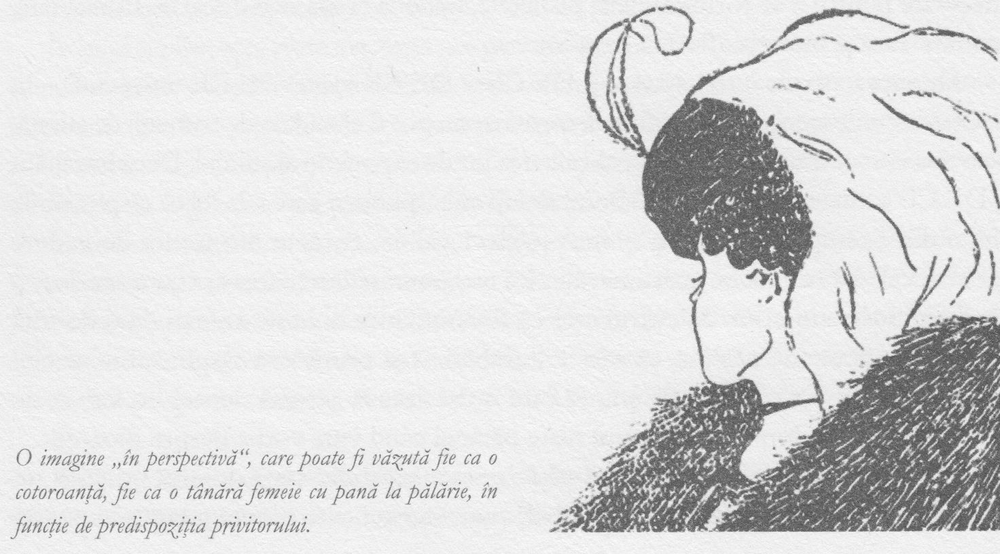 O imagine „în perspectivă“, care poate fi văzută fie ca o
cotoroanță, fie ca o tânără femeie cu pană la pălărie, în
funcție de predispoziția privitorului.